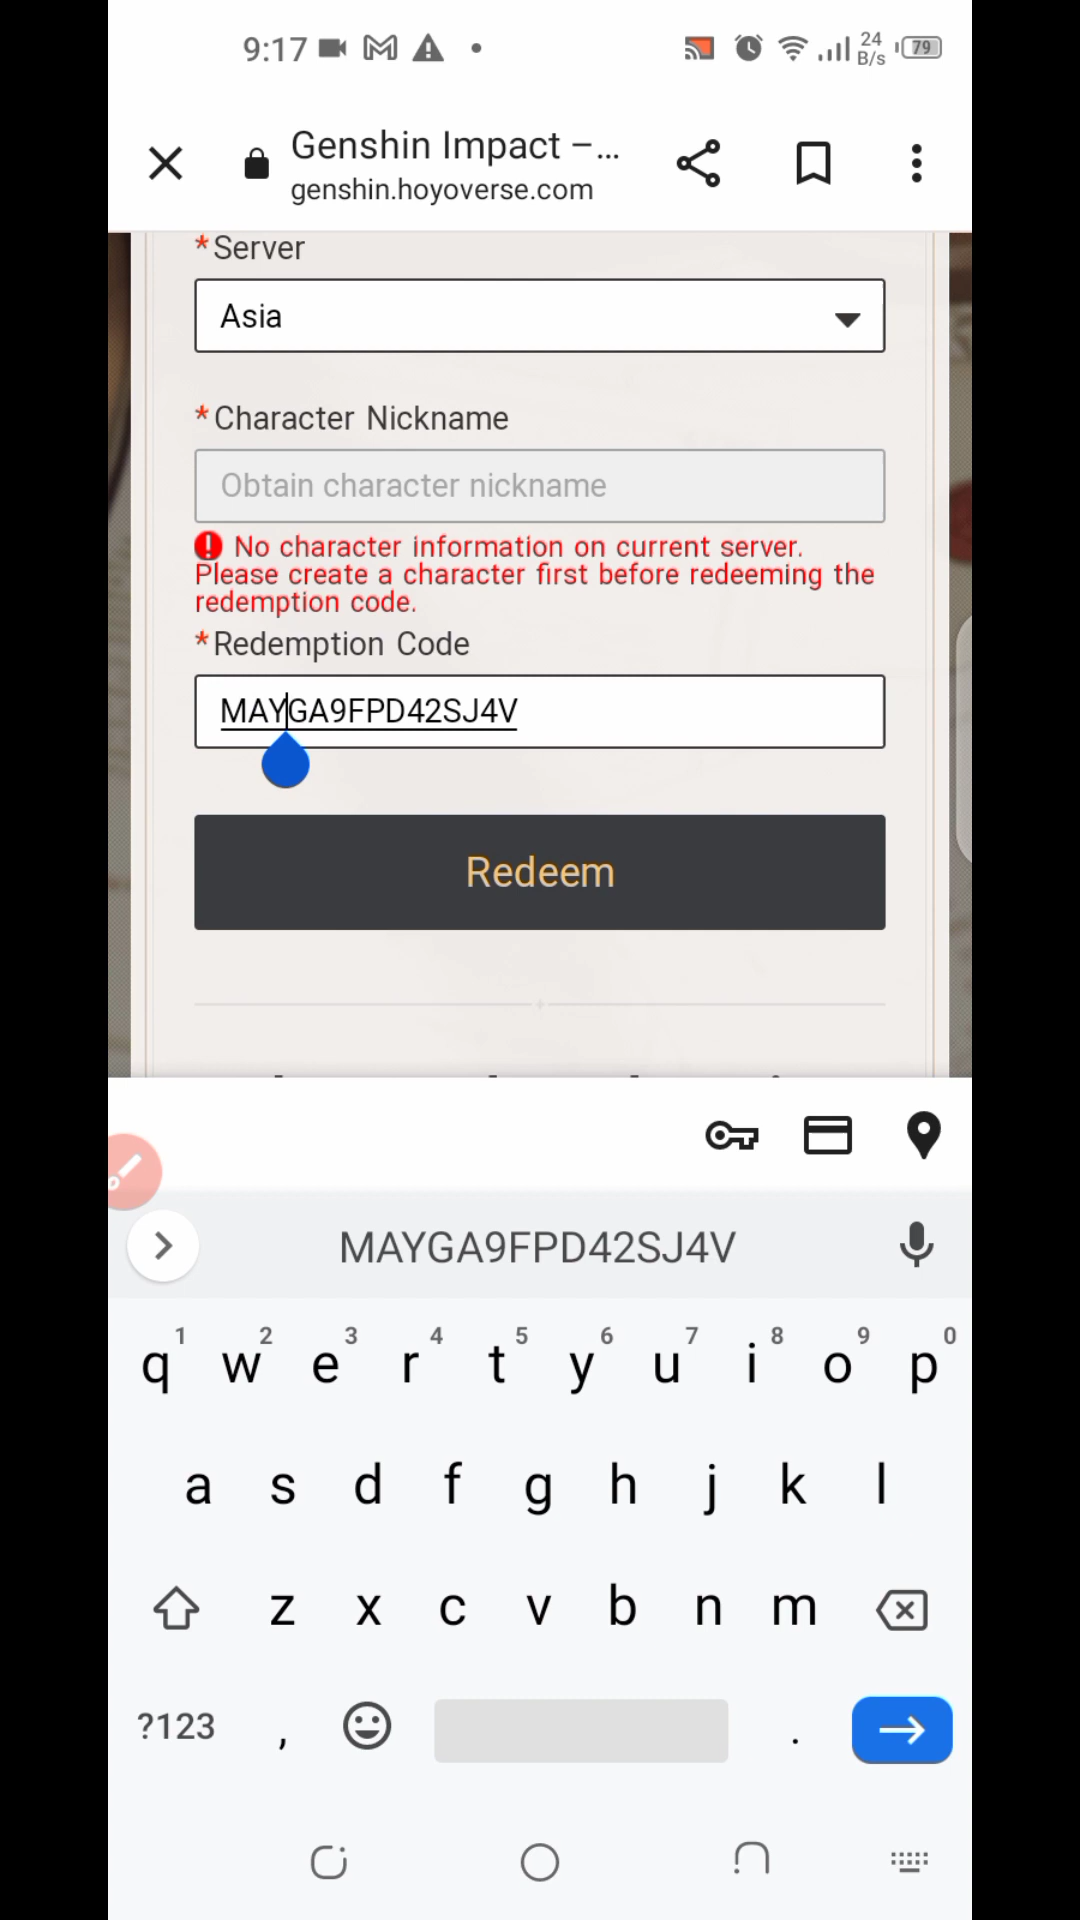 9:17
24
B/s
79
Genshin Impact –...
genshin.hoyoverse.com
*Server
Asia
*Character Nickname
Obtain character nickname
No character information on current server.
Please create a character first before redeeming the
redemption code.
*Redemption Code
MAYGA9FPD42SJ4V
Redeem
MAYGA9FPD42SJ4V
1 2 3 4 5 6 7 8 9 0
q w e r t y u i o p
a s d f g h j k l
z x c v b n m
?123 , .